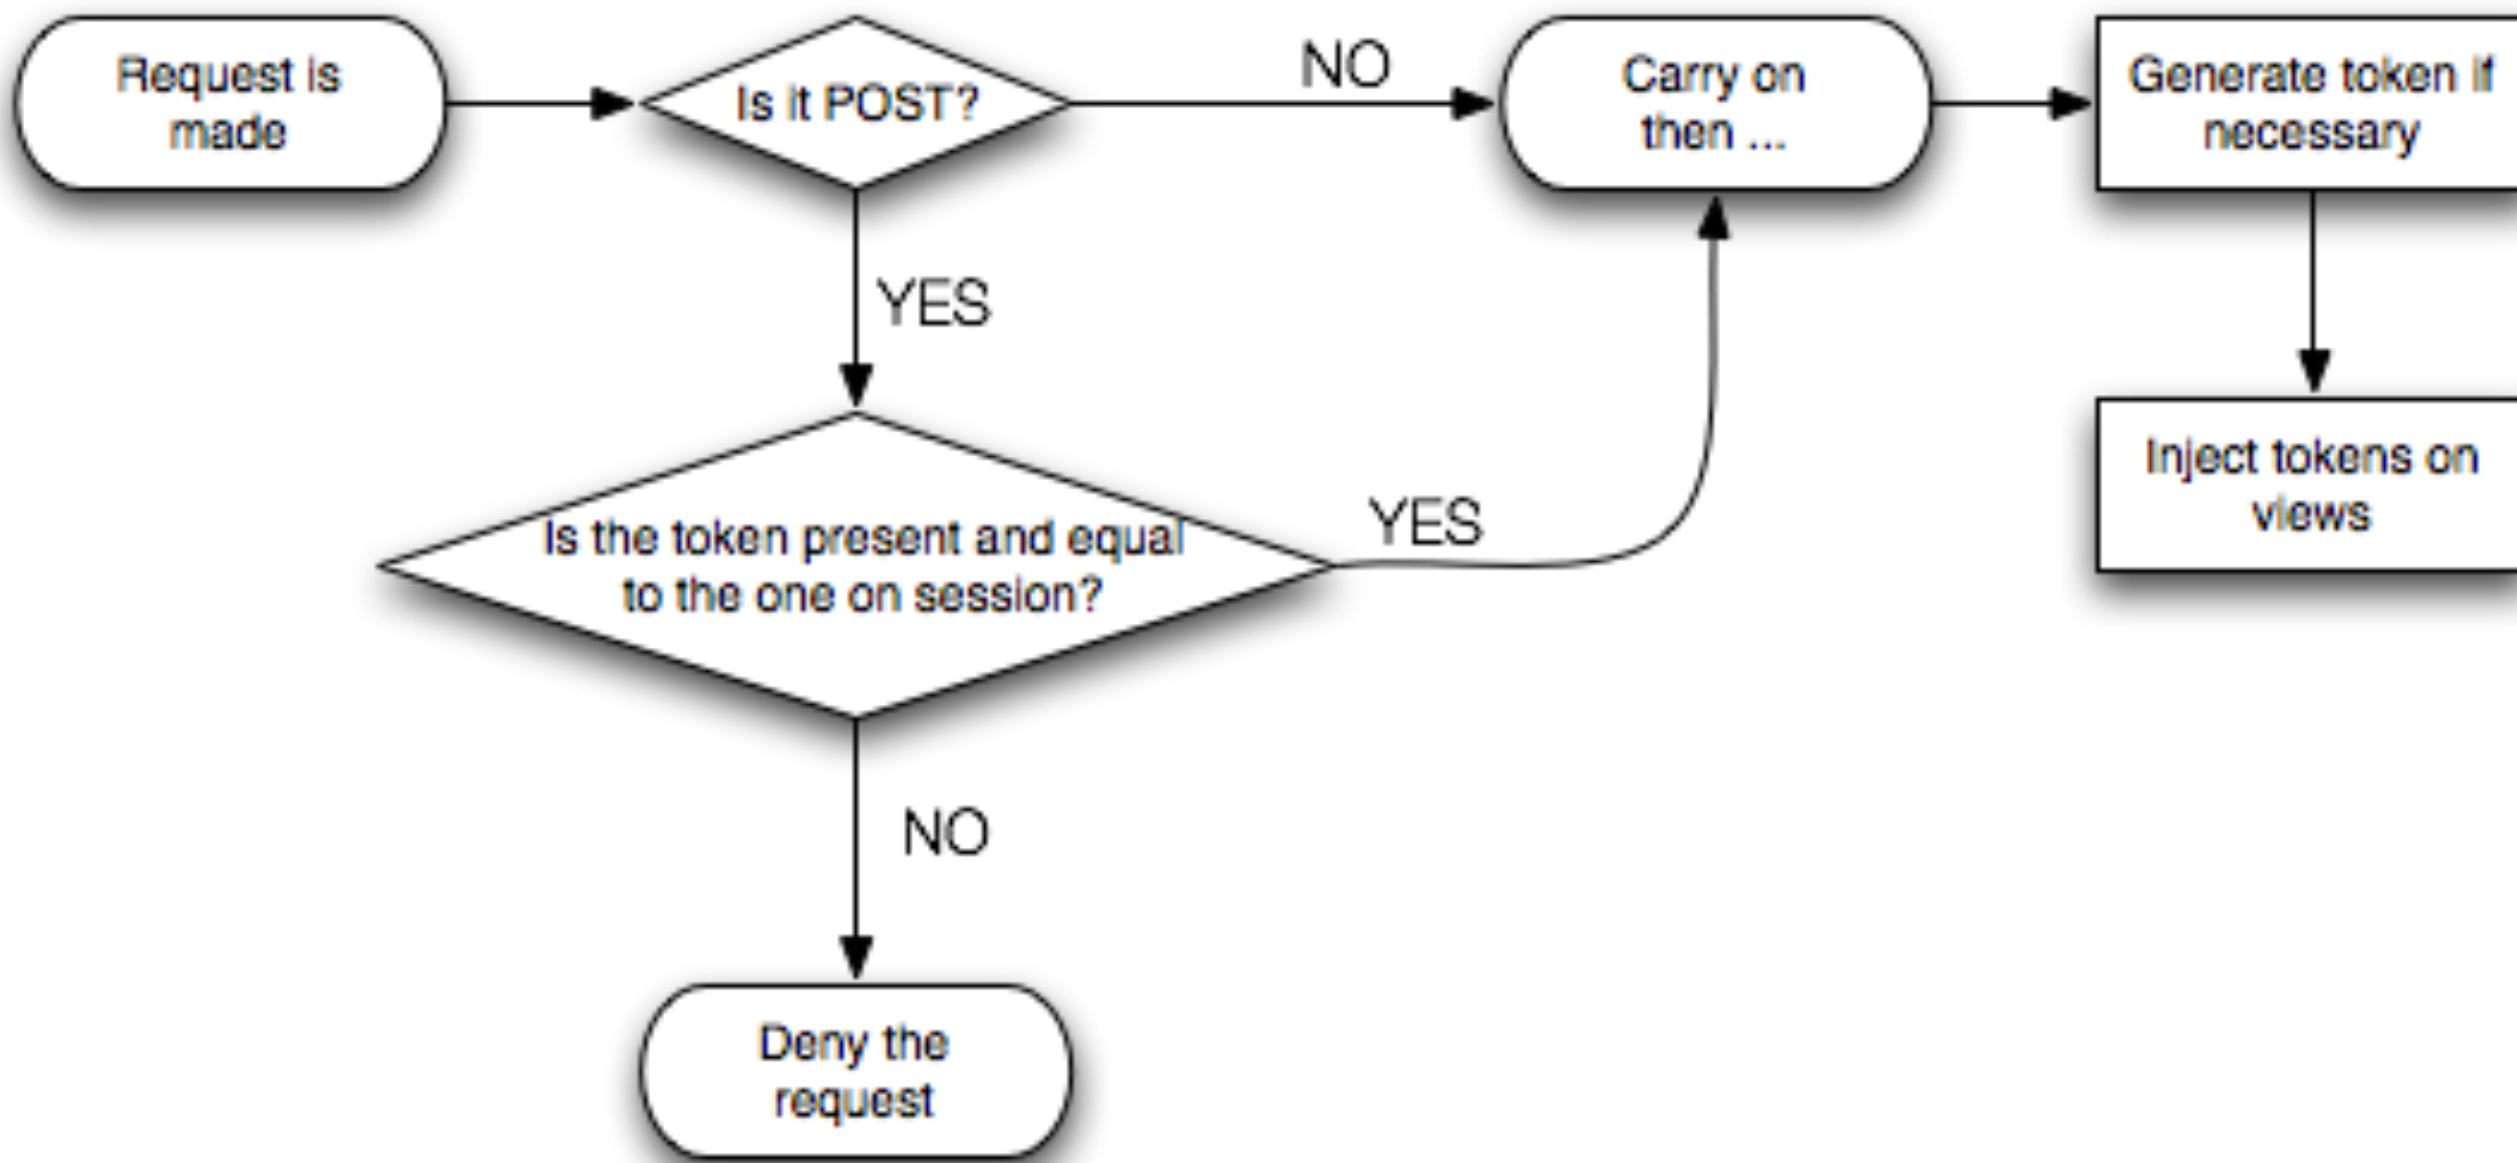 Request is
made
Is it POST?
NO
Carry on
then ...
Generate token if
necessary
YES
Inject tokens on
views
Is the token present and equal
to the one on session?
YES
NO
Deny the
request